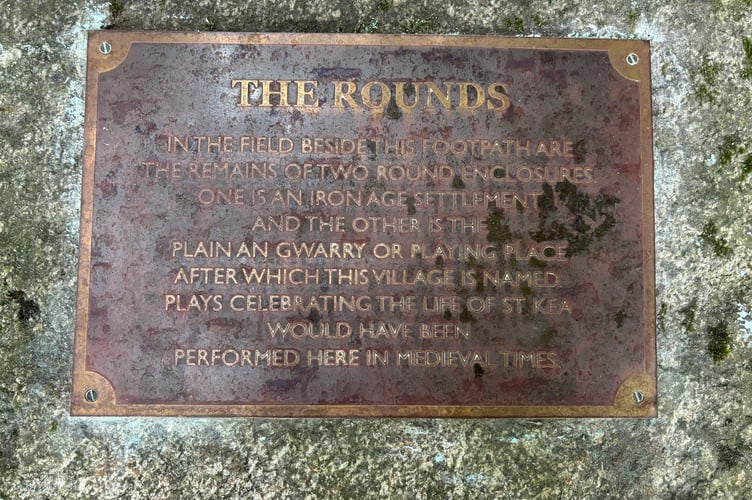 THE ROUNDS
IN THE FIELD BESIDE THIS FOOTPATH ARE
THE REMAINS OF TWO ROUND ENCLOSURES.
ONE IS AN IRON AGE SETTLEMENT
AND THE OTHER IS THE
PLAIN AN GWARRY OR PLAYING PLACE
AFTER WHICH THIS VILLAGE IS NAMED.
PLAYS CELEBRATING THE LIFE OF ST KEA
WOULD HAVE BEEN
PERFORMED HERE IN MEDIEVAL TIMES.